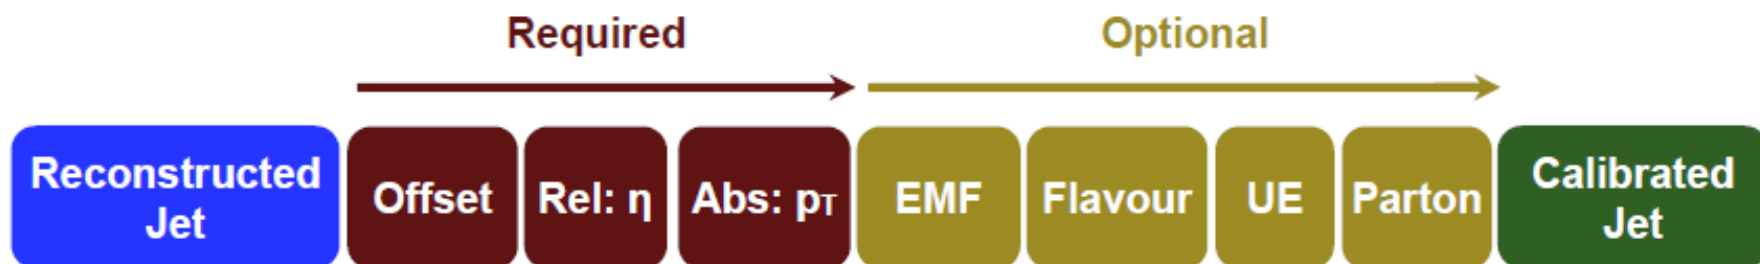 Required
Optional
Reconstructed
Jet
Offset
Rel: η
Abs: pT
EMF
Flavour
UE
Parton
Calibrated
Jet